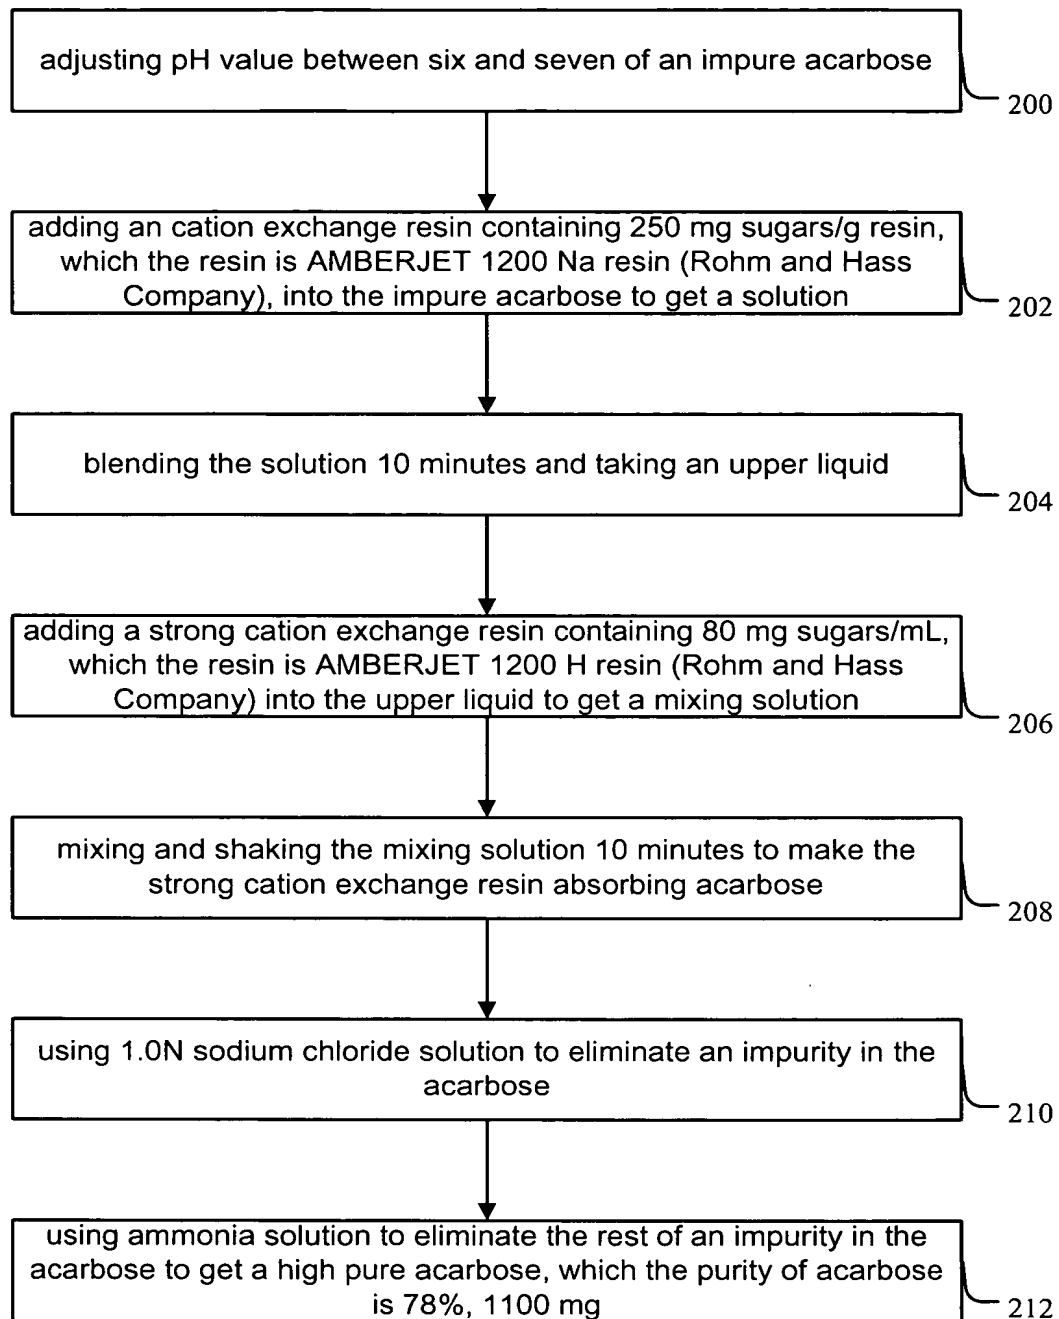 adjusting pH value between six and seven of an impure acarbose
200
adding an cation exchange resin containing 250 mg sugars/g resin,
which the resin is AMBERJET 1200 Na resin (Rohm and Hass
Company), into the impure acarbose to get a solution
202
blending the solution 10 minutes and taking an upper liquid
204
adding a strong cation exchange resin containing 80 mg sugars/mL,
which the resin is AMBERJET 1200 H resin (Rohm and Hass
Company) into the upper liquid to get a mixing solution
206
mixing and shaking the mixing solution 10 minutes to make the
strong cation exchange resin absorbing acarbose
208
using 1.0N sodium chloride solution to eliminate an impurity in the
acarbose
210
using ammonia solution to eliminate the rest of an impurity in the
acarbose to get a high pure acarbose, which the purity of acarbose
is 78%, 1100 mg
212